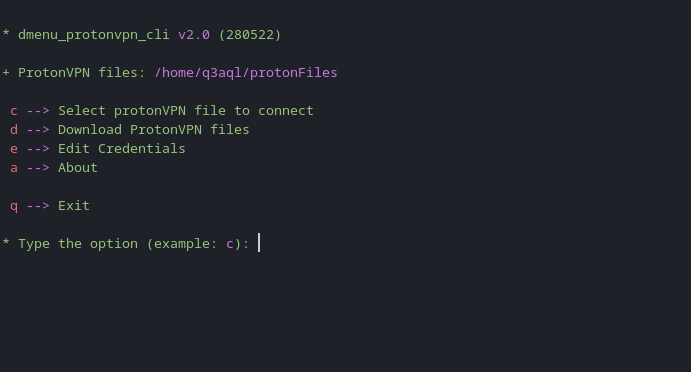 * dmenu_protonvpn_cli v2.0 (280522)
+ ProtonVPN files: /home/q3aql/protonFiles
c --> Select protonVPN file to connect
d --> Download ProtonVPN files
e --> Edit Credentials
a --> About
q --> Exit
* Type the option (example: c):